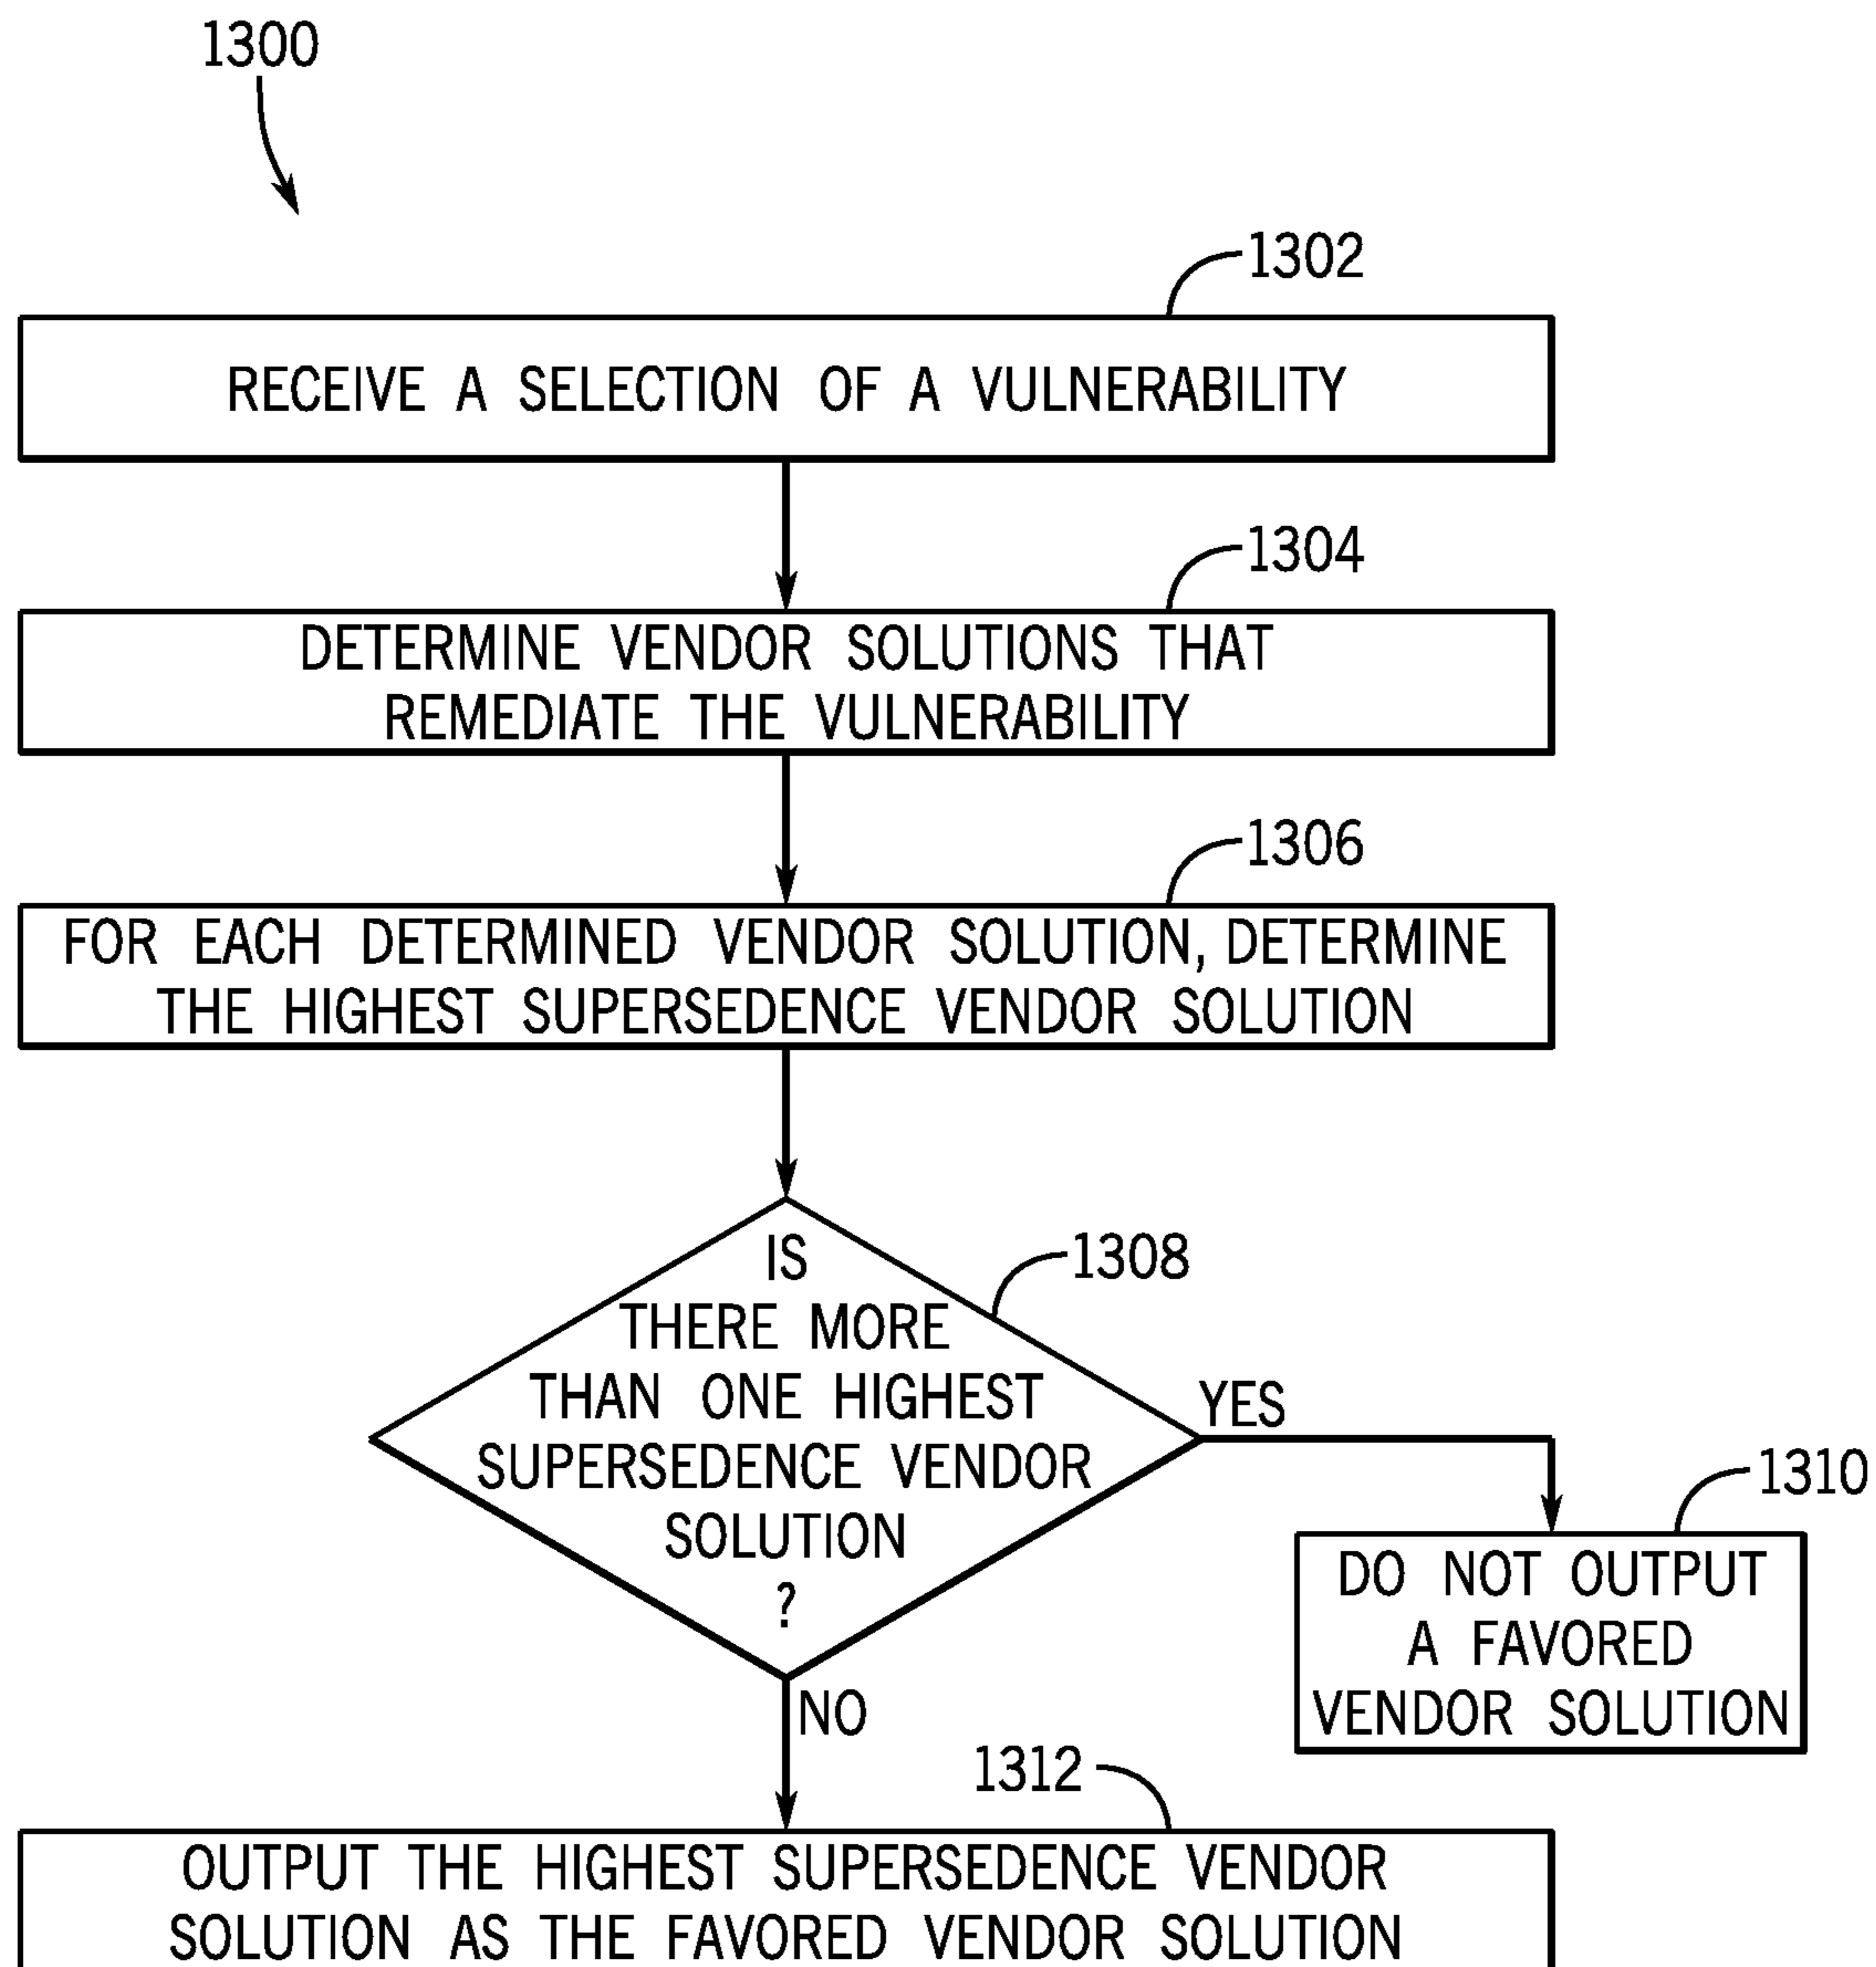 1300
1302
RECEIVE A SELECTION OF A VULNERABILITY
1304
DETERMINE VENDOR SOLUTIONS THAT
REMEDIATE THE VULNERABILITY
1306
FOR EACH DETERMINED VENDOR SOLUTION, DETERMINE
THE HIGHEST SUPERSEDENCE VENDOR SOLUTION
1308
IS
THERE MORE
THAN ONE HIGHEST
SUPERSEDENCE VENDOR
SOLUTION
?
YES
1310
DO NOT OUTPUT
A FAVORED
VENDOR SOLUTION
NO
1312
OUTPUT THE HIGHEST SUPERSEDENCE VENDOR
SOLUTION AS THE FAVORED VENDOR SOLUTION